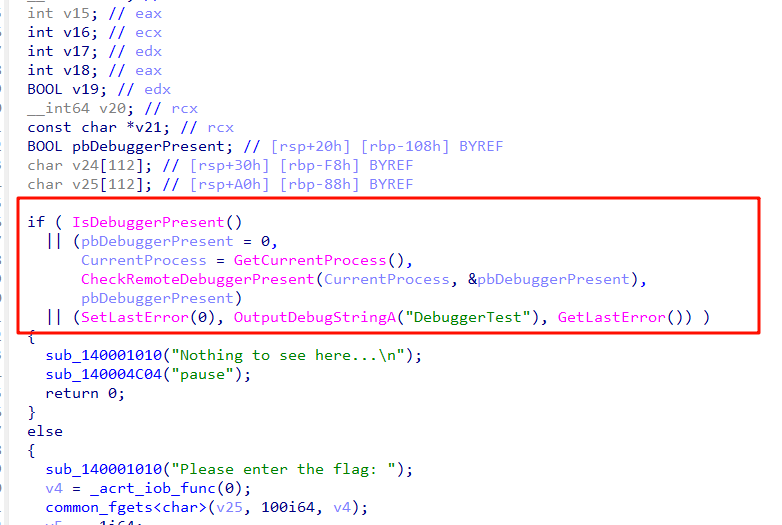 int v15; // eax
int v16; // ecx
int v17; // edx
int v18; // eax
BOOL v19; // edx
__int64 v20; // rcx
const char *v21; // rcx
BOOL pbDebuggerPresent; // [rsp+20h] [rbp-108h] BYREF
char v24[112]; // [rsp+30h] [rbp-F8h] BYREF
char v25[112]; // [rsp+A0h] [rbp-88h] BYREF
if ( IsDebuggerPresent()
|| (pbDebuggerPresent = 0,
CurrentProcess = GetCurrentProcess(),
CheckRemoteDebuggerPresent(CurrentProcess, &pbDebuggerPresent),
pbDebuggerPresent)
|| (SetLastError(0), OutputDebugStringA("DebuggerTest"), GetLastError()) )
{
sub_140001010("Nothing to see here...\n");
sub_140004C04("pause");
return 0;
}
else
{
sub_140001010("Please enter the flag: ");
v4 = _acrt_iob_func(0);
common_fgets<char>(v25, 100i64, v4);